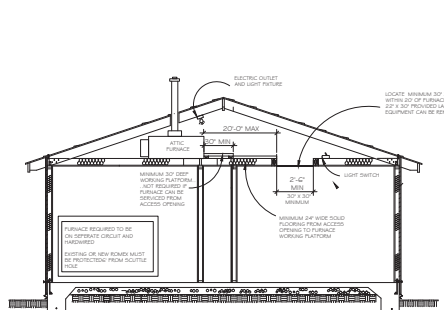 ELECTRIC OUTLET
AND LIGHT FIXTURE
LOCATE MINIMUM 30"
WITHIN 20' OF FURNAC
22" X 30" PROVIDED LA
EQUIPMENT CAN BE REM
20'-0" MAX
30" MIN
ATTIC
FURNACE
MINIMUM 30" DEEP
WORKING PLATFORM.
NOT REQUIRED IF
FURNACE CAN BE
SERVICED FROM
ACCESS OPENING
2'-6"
MIN
30" X 30"
MINIMUM
LIGHT SWITCH
MINIMUM 24" WIDE SOLID
FLOORING FROM ACCESS
OPENING TO FURNACE
WORKING PLATFORM
FURNACE REQUIRED TO BE
ON SEPERATE CIRCUIT AND
HARDWIRED
EXISTING OR NEW ROMEX MUST
BE PROTECTED FROM SCUTTLE
HOLE